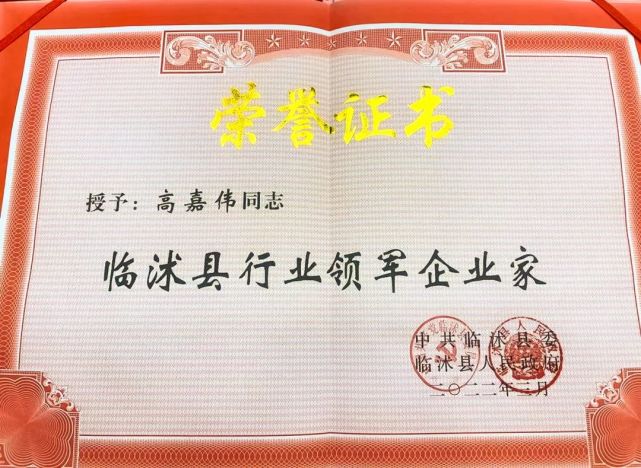 荣誉证书
授予：高嘉伟同志
临沭县行业领军企业家
中共临沭县委
临沭县人民政府
二〇二二年三月